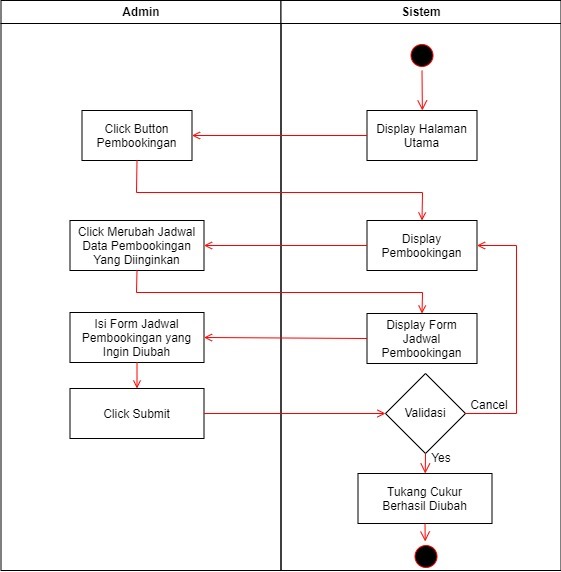 Admin
Sistem
Display Halaman
Utama
Click Button
Pembookingan
Display
Pembookingan
Click Merubah Jadwal
Data Pembookingan
Yang Diinginkan
Display Form
Jadwal
Pembookingan
Isi Form Jadwal
Pembookingan yang
Ingin Diubah
Click Submit
Validasi
Cancel
Yes
Tukang Cukur
Berhasil Diubah